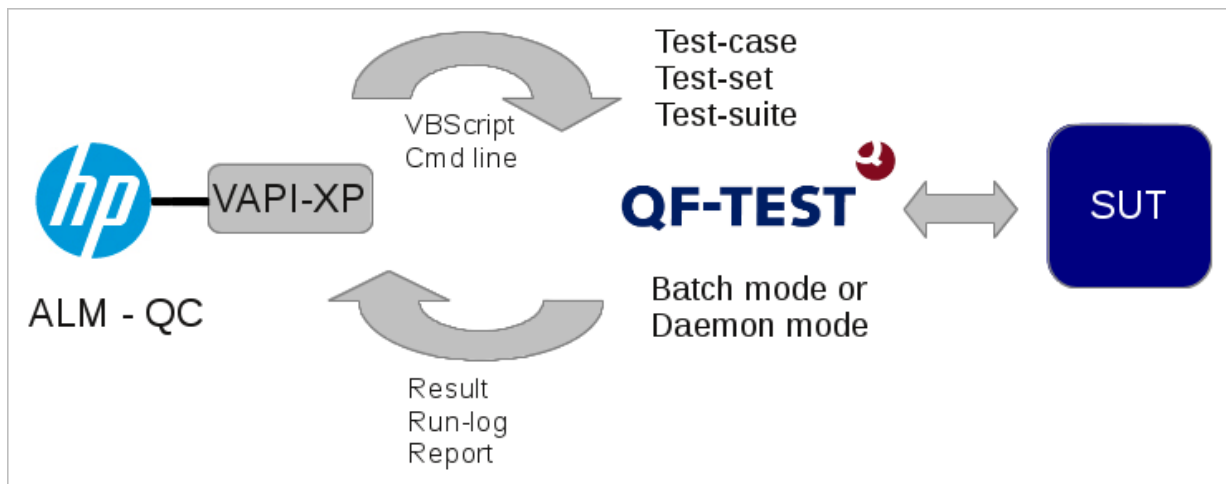 Test-case
Test-set
Test-suite
VBScript
Cmd line
hp
VAPI-XP
ALM - QC
QF-TEST
SUT
Batch mode or
Daemon mode
Result
Run-log
Report